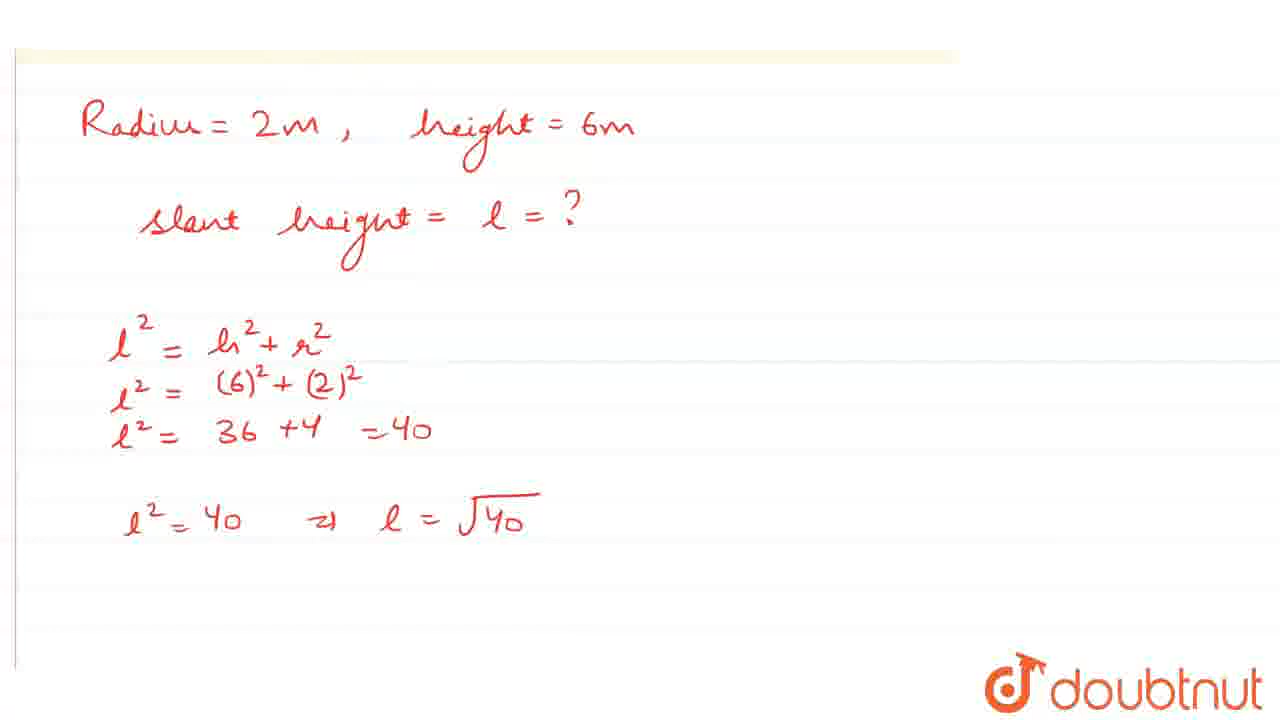 Radius = 2m, height = 6m
slant height = l = ?
l² = h² + r²
l² = (6)² + (2)²
l² = 36 + 4 = 40
l² = 40 ⇒ l = √40
doubtnut